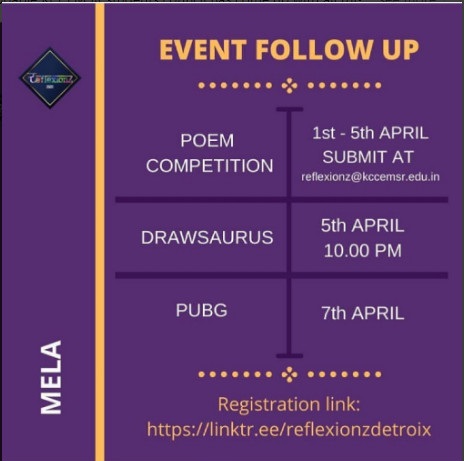 EVENT FOLLOW UP
POEM
COMPETITION
1st - 5th APRIL
SUBMIT AT
reflexionz@kccemsr.edu.in
DRAWSAURUS
5th APRIL
10.00 PM
PUBG
7th APRIL
MELA
Registration link:
https://linktr.ee/reflexionzdetroix